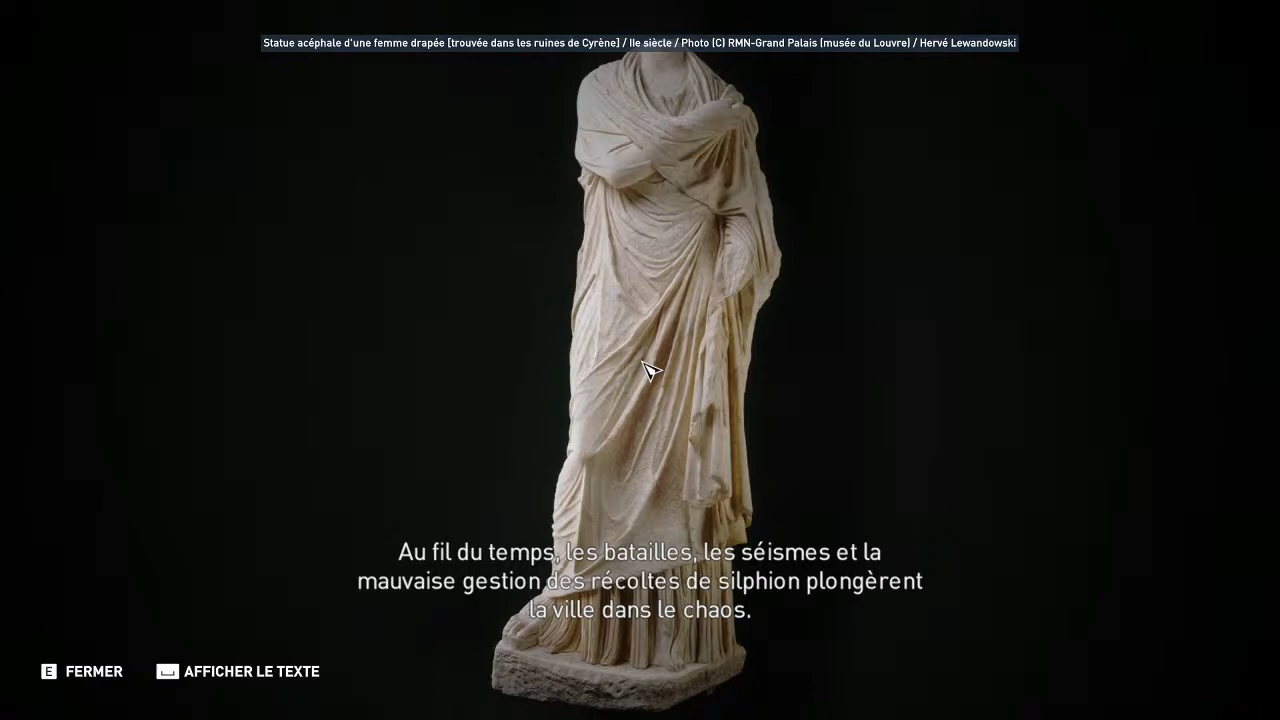 Statue acéphale d'une femme drapée [trouvée dans les ruines de Cyrène] / IIe siècle / Photo (C) RMN-Grand Palais (musée du Louvre) / Hervé Lewandowski
Au fil du temps, les batailles, les séismes et la
mauvaise gestion des récoltes de silphion plongèrent
la ville dans le chaos.
E FERMER
AFFICHER LE TEXTE